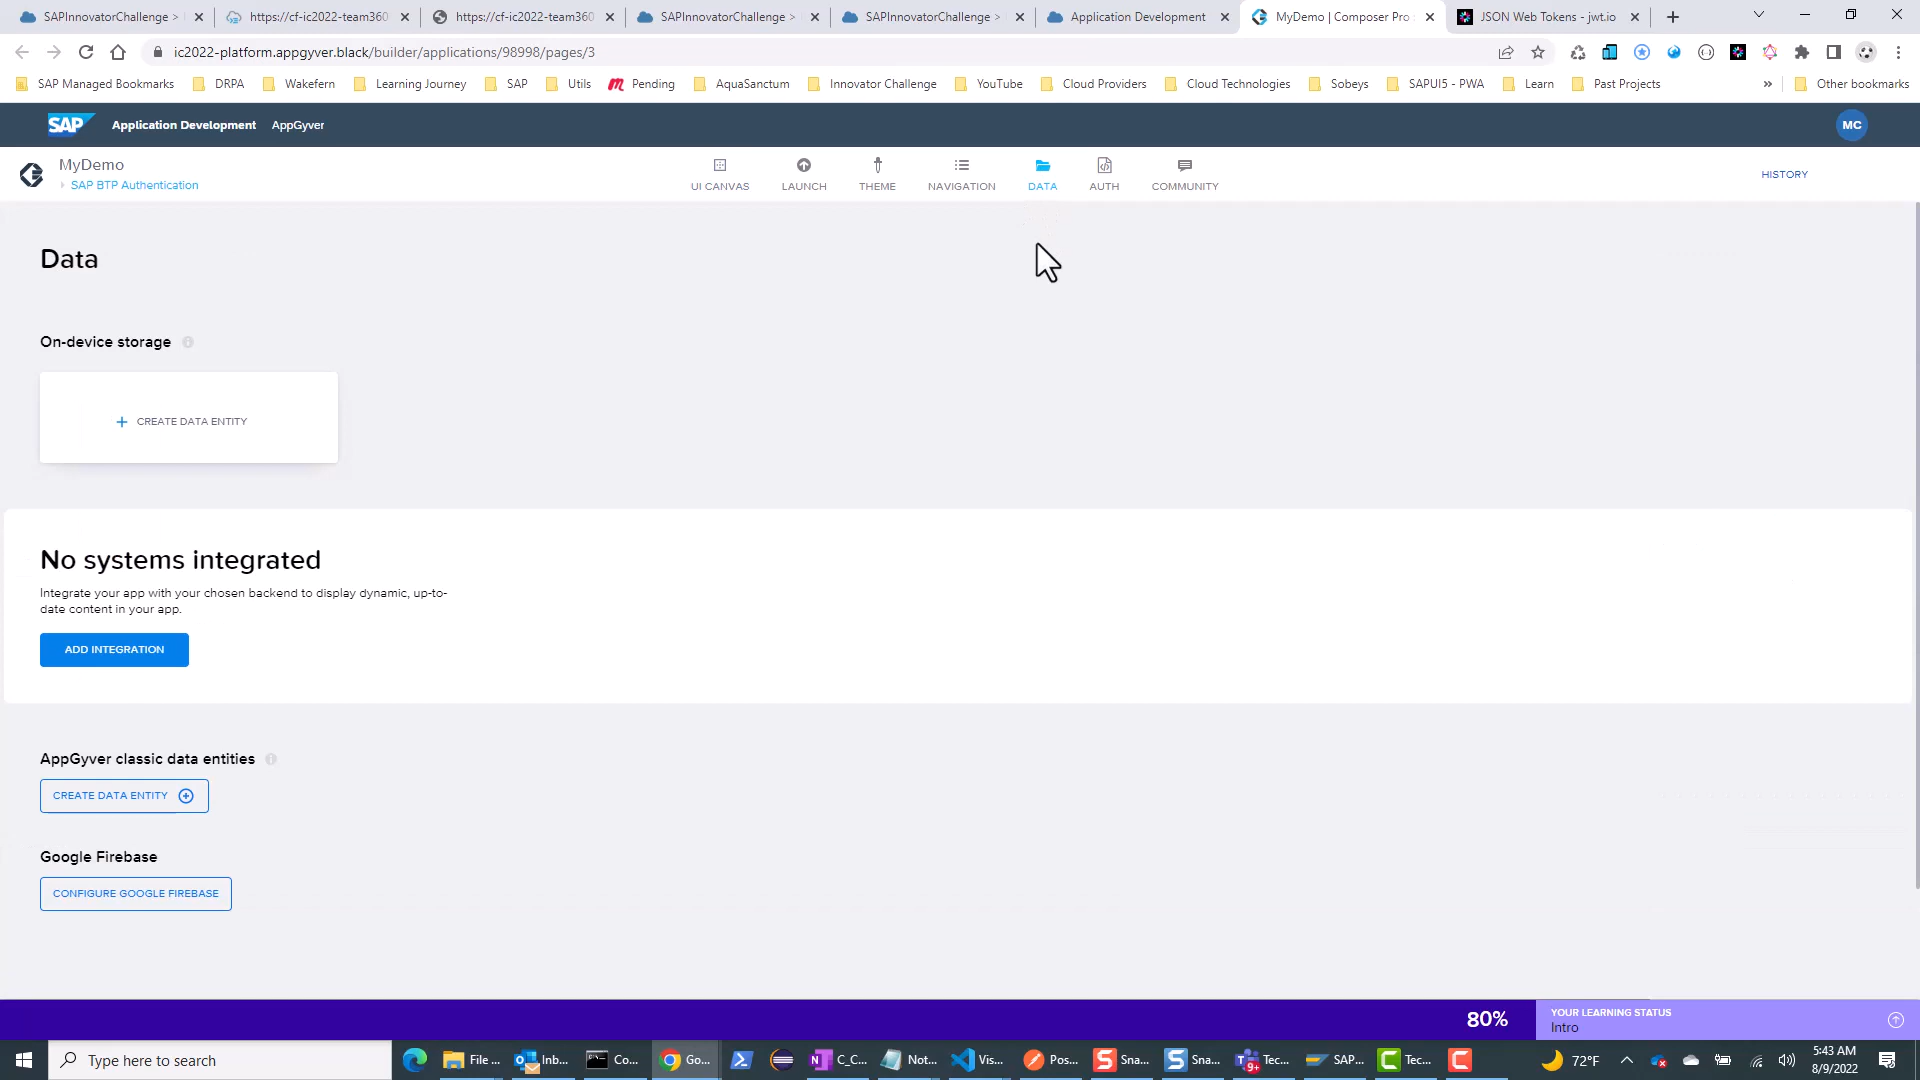 SAPInnovatorChallenge >
https://cf-ic2022-team360
https://cf-ic2022-team360
SAPInnovatorChallenge >
SAPInnovatorChallenge >
Application Development
MyDemo | Composer Pro
JSON Web Tokens - jwt.io
ic2022-platform.appgyver.black/builder/applications/98998/pages/3
SAP Managed Bookmarks
DRPA
Wakefern
Learning Journey
SAP
Utils
Pending
AquaSanctum
Innovator Challenge
YouTube
Cloud Providers
Cloud Technologies
Sobeys
SAPUI5 - PWA
Learn
Past Projects
»
Other bookmarks
SAP
Application Development
AppGyver
MC
MyDemo
SAP BTP Authentication
UI CANVAS
LAUNCH
THEME
NAVIGATION
DATA
AUTH
COMMUNITY
HISTORY
Data
On-device storage
+ CREATE DATA ENTITY
No systems integrated
Integrate your app with your chosen backend to display dynamic, up-to-
date content in your app.
ADD INTEGRATION
AppGyver classic data entities
CREATE DATA ENTITY
Google Firebase
CONFIGURE GOOGLE FIREBASE
80%
YOUR LEARNING STATUS
Intro
Type here to search
File ...
Inb...
Co...
Go...
C_C...
Not...
Vis...
Pos...
Sna...
Sna...
Tec...
SAP...
Tec...
72°F
5:43 AM
8/9/2022